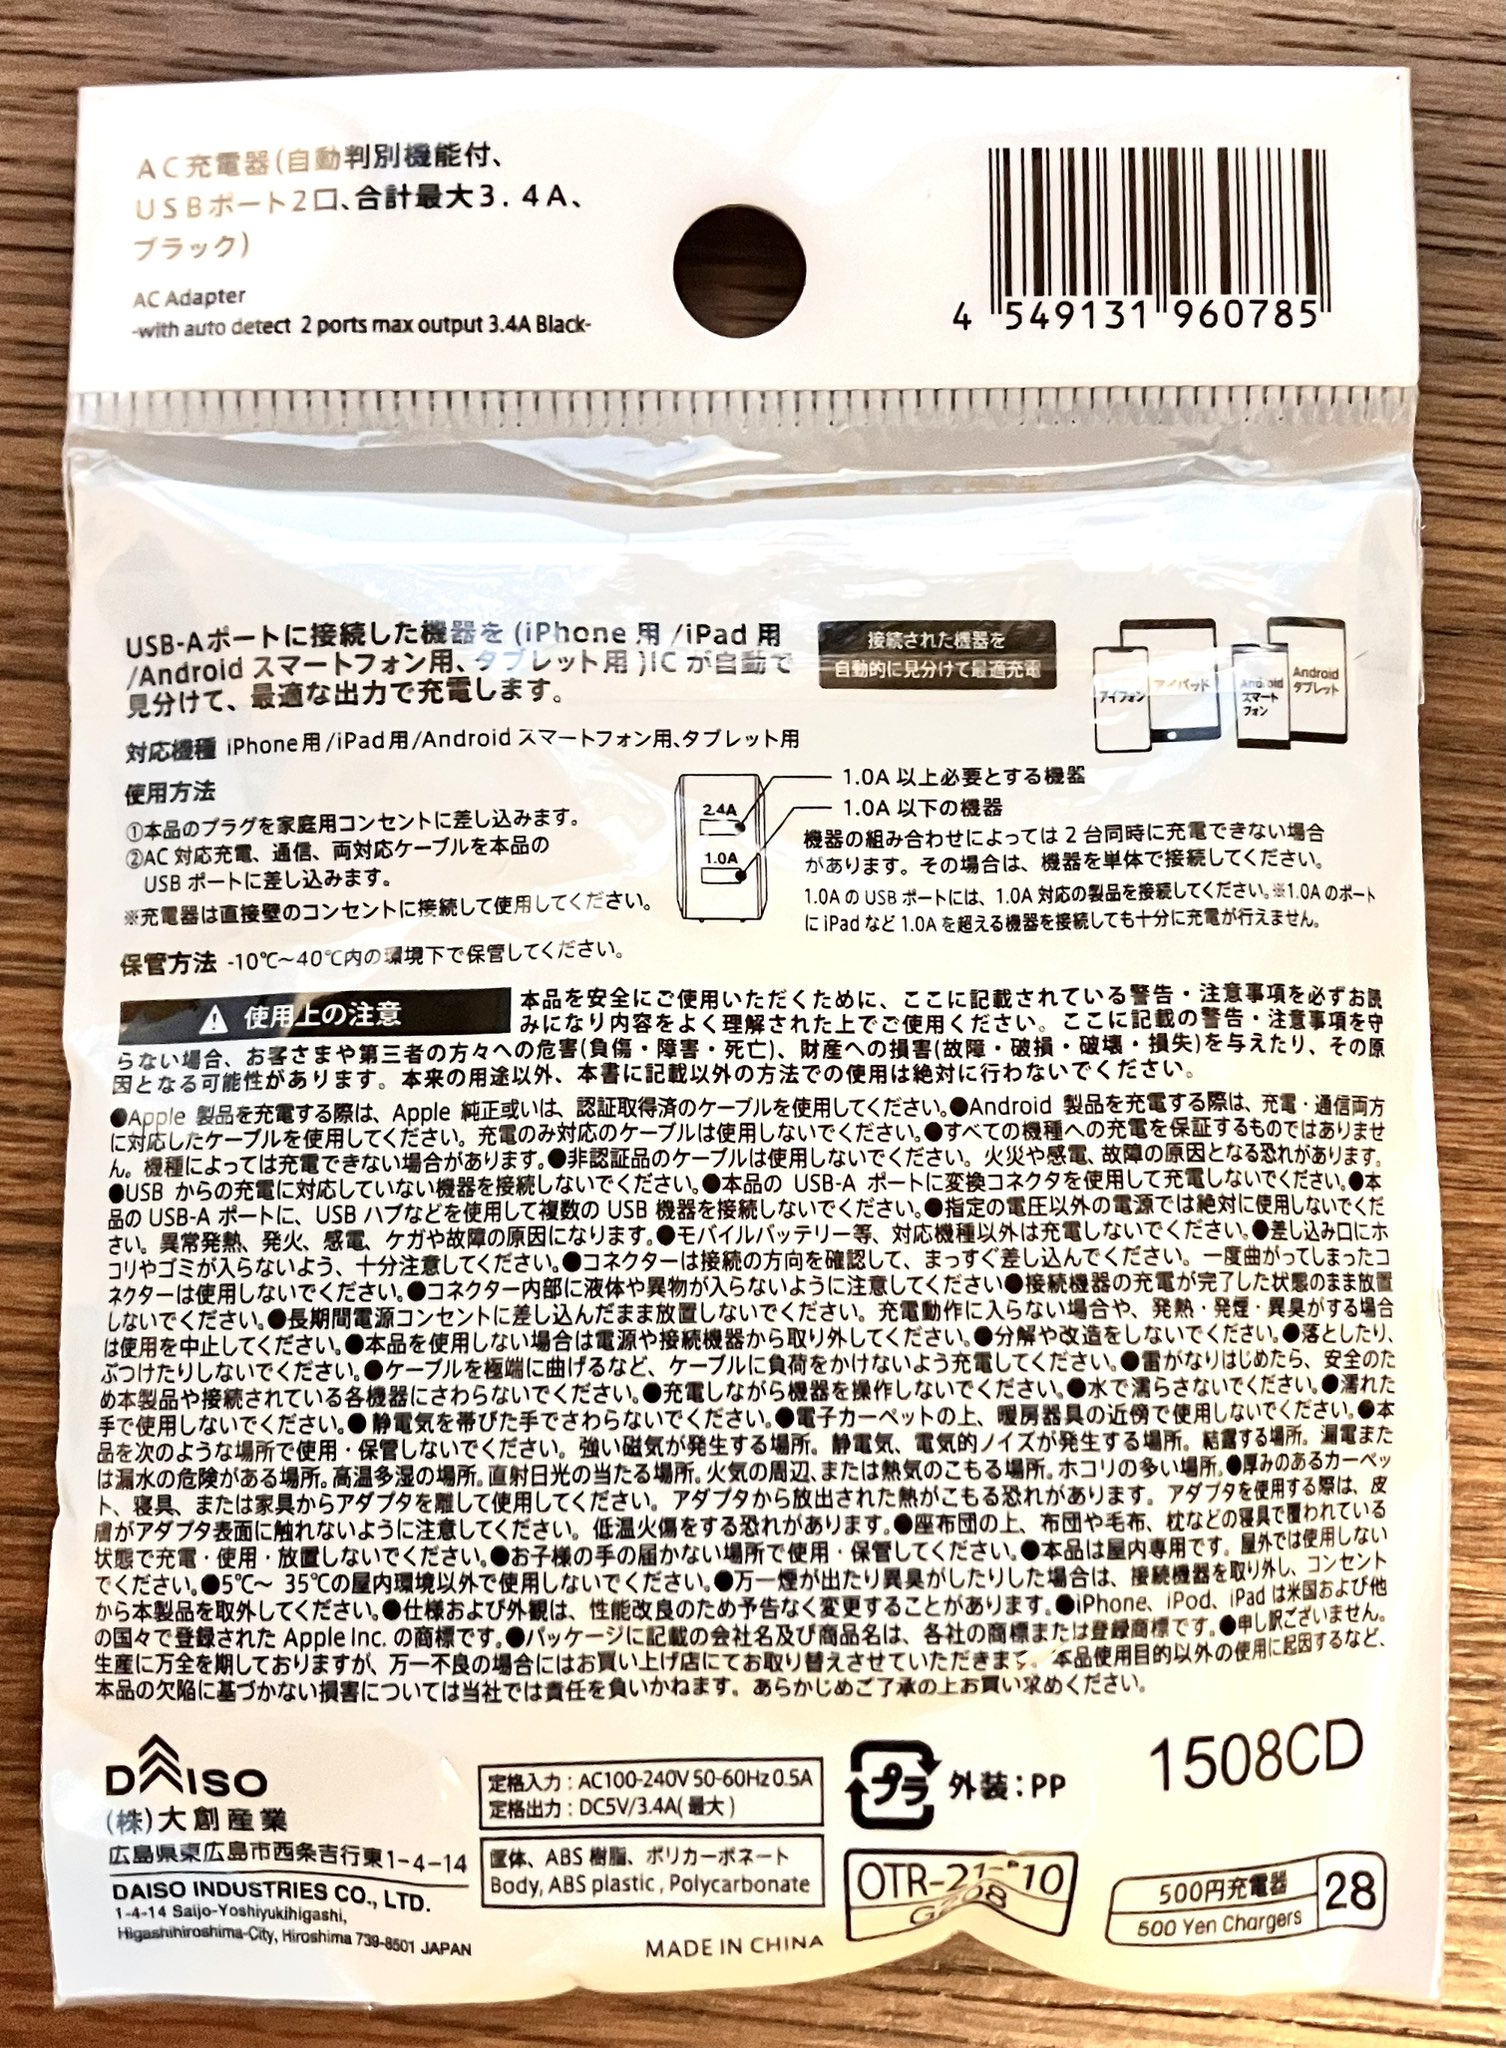 AC充電器(自動判別機能付、
USBポート2口、合計最大3.4A、
ブラック)
AC Adapter
-with auto detect 2 ports max output 3.4A Black-
4 549131 960785
USB-Aポートに接続した機器を(iPhone用/iPad用
/Androidスマートフォン用、タブレット用)ICが自動で
見分けて、最適な出力で充電します。
接続された機器を
自動的に見分けて最適充電
アイフォン
アイパッド
Android
スマート
フォン
Android
タブレット
対応機種 iPhone用/iPad用/Androidスマートフォン用、タブレット用
使用方法
①本品のプラグを家庭用コンセントに差し込みます。
②AC対応充電、通信、両対応ケーブルを本品の
USBポートに差し込みます。
※充電器は直接壁のコンセントに接続して使用してください。
2.4A
1.0A
1.0A以上必要とする機器
1.0A以下の機器
機器の組み合わせによっては2台同時に充電できない場合
があります。その場合は、機器を単体で接続してください。
1.0AのUSBポートには、1.0A対応の製品を接続してください。※1.0Aのポート
にiPadなど1.0Aを超える機器を接続しても十分に充電が行えません。
保管方法 -10℃〜40℃内の環境下で保管してください。
使用上の注意
本品を安全にご使用いただくために、ここに記載されている警告・注意事項を必ずお読
みになり内容をよく理解された上でご使用ください。ここに記載の警告・注意事項を守
らない場合、お客さまや第三者の方々への危害(負傷・障害・死亡)、財産への損害(故障・破損・破壊・損失)を与えたり、その原
因となる可能性があります。本来の用途以外、本書に記載以外の方法での使用は絶対に行わないでください。
●Apple 製品を充電する際は、Apple 純正或いは、認証取得済のケーブルを使用してください。●Android 製品を充電する際は、充電・通信両方
に対応したケーブルを使用してください。充電のみ対応のケーブルは使用しないでください。●すべての機種への充電を保証するものではありませ
ん。機種によっては充電できない場合があります。●非認証品のケーブルは使用しないでください。火災や感電、故障の原因となる恐れがあります。
●USB からの充電に対応していない機器を接続しないでください。●本品の USB-A ポートに変換コネクタを使用して充電しないでください。●本
品の USB-A ポートに、USB ハブなどを使用して複数の USB 機器を接続しないでください。●指定の電圧以外の電源では絶対に使用しないでくだ
さい。異常発熱、発火、感電、ケガや故障の原因になります。●モバイルバッテリー等、対応機種以外は充電しないでください。●差し込み口にホ
コリやゴミが入らないよう、十分注意してください。●コネクターは接続の方向を確認して、まっすぐ差し込んでください。一度曲がってしまったコ
ネクターは使用しないでください。●コネクター内部に液体や異物が入らないように注意してください●接続機器の充電が完了した状態のまま放置
しないでください。●長期間電源コンセントに差し込んだまま放置しないでください。充電動作に入らない場合や、発熱・発煙・異臭がする場合
は使用を中止してください。●本品を使用しない場合は電源や接続機器から取り外してください。●分解や改造をしないでください。●落としたり、
ぶつけたりしないでください。●ケーブルを極端に曲げるなど、ケーブルに負荷をかけないよう充電してください。●雷がなりはじめたら、安全のた
め本製品や接続されている各機器にさわらないでください。●充電しながら機器を操作しないでください。●水で濡らさないでください。●濡れた
手で使用しないでください。●静電気を帯びた手でさわらないでください。●電子カーペットの上、暖房器具の近傍で使用しないでください。●本
品を次のような場所で使用・保管しないでください。強い磁気が発生する場所。静電気、電気的ノイズが発生する場所。結露する場所。漏電また
は漏水の危険がある場所。高温多湿の場所。直射日光の当たる場所。火気の周辺、または熱気のこもる場所。ホコリの多い場所。●厚みのあるカーペッ
ト、寝具、または家具からアダプタを離して使用してください。アダプタから放出された熱がこもる恐れがあります。アダプタを使用する際は、皮
膚がアダプタ表面に触れないように注意してください。低温火傷をする恐れがあります。●座布団の上、布団や毛布、枕などの寝具で覆われている
状態で充電・使用・放置しないでください。●お子様の手の届かない場所で使用・保管してください。●本品は屋内専用です。屋外では使用しない
でください。●5℃〜 35℃の屋内環境以外で使用しないでください。●万一煙が出たり異臭がしたりした場合は、接続機器を取り外し、コンセント
から本製品を取外してください。●仕様および外観は、性能改良のため予告なく変更することがあります。●iPhone、iPod、iPad は米国および他
の国々で登録された Apple Inc. の商標です。●パッケージに記載の会社名及び商品名は、各社の商標または登録商標です。●申し訳ございません。
生産に万全を期しておりますが、万一不良の場合にはお買い上げ店にてお取り替えさせていただきます。本品使用目的以外の使用に起因するなど、
本品の欠陥に基づかない損害については当社では責任を負いかねます。あらかじめご了承の上お買い求めください。
DAISO
(株)大創産業
広島県東広島市西条吉行東1-4-14
DAISO INDUSTRIES CO., LTD.
1-4-14 Saijo-Yoshiyukihigashi,
Higashihiroshima-City, Hiroshima 739-8501 JAPAN
定格入力：AC100-240V 50-60Hz 0.5A
定格出力：DC5V/3.4A(最大)
筐体、ABS樹脂、ポリカーボネート
Body, ABS plastic, Polycarbonate
MADE IN CHINA
プラ 外装：PP
1508CD
500円充電器
500 Yen Chargers
28